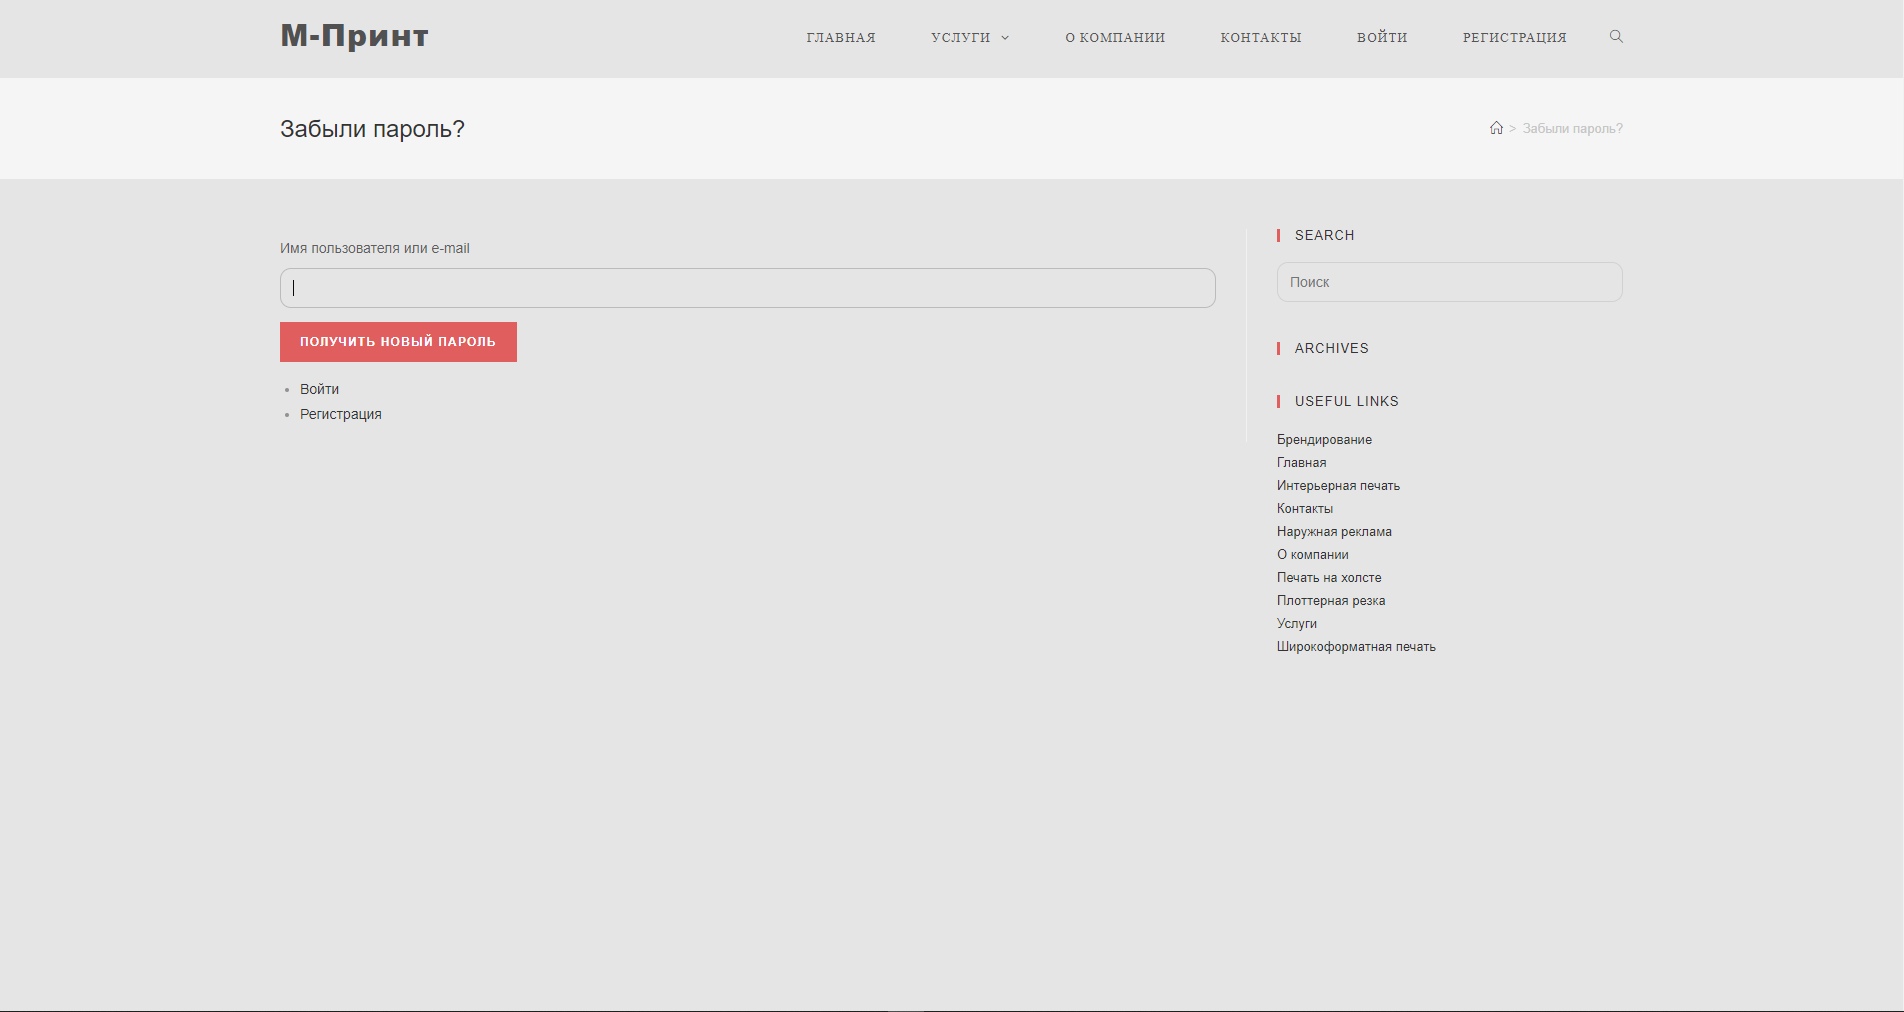 М-Принт
ГЛАВНАЯ УСЛУГИ О КОМПАНИИ КОНТАКТЫ ВОЙТИ РЕГИСТРАЦИЯ
Забыли пароль?
> Забыли пароль?
Имя пользователя или e-mail
ПОЛУЧИТЬ НОВЫЙ ПАРОЛЬ
Войти
Регистрация
SEARCH
Поиск
ARCHIVES
USEFUL LINKS
Брендирование
Главная
Интерьерная печать
Контакты
Наружная реклама
О компании
Печать на холсте
Плоттерная резка
Услуги
Широкоформатная печать